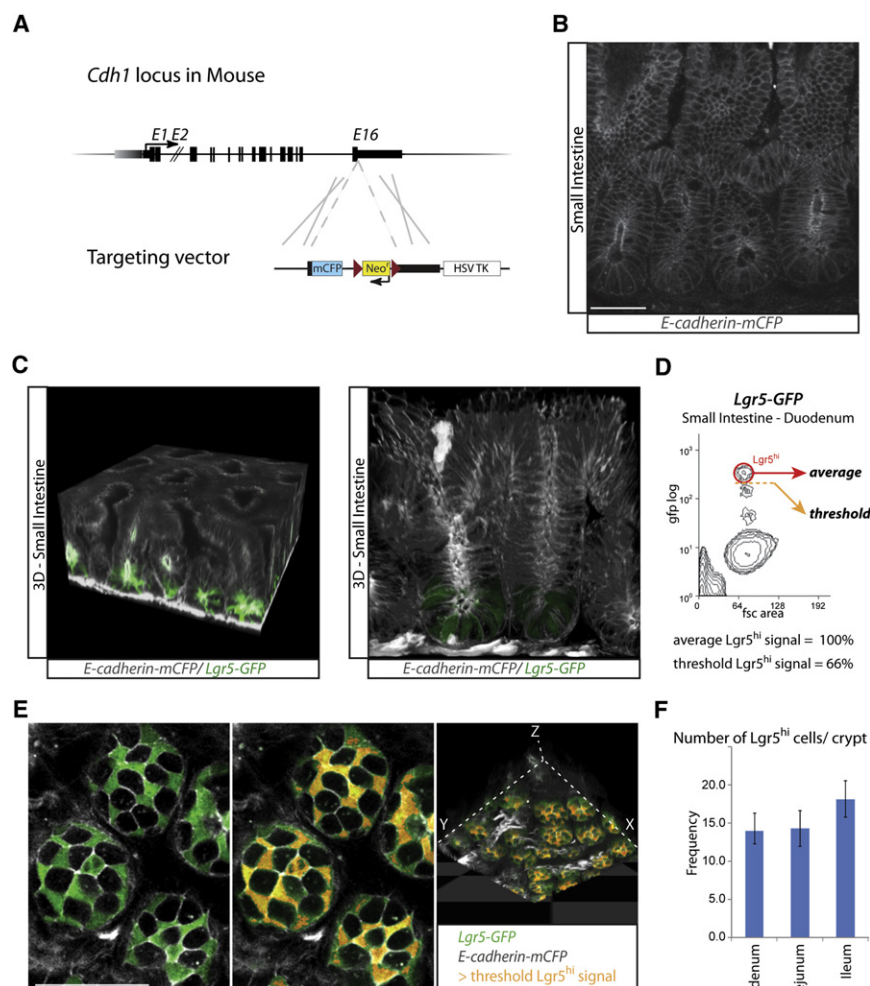 A
Cdh1 locus in Mouse
E1 E2
E16
Targeting vector
mCFP
Neoʳ
HSV TK
B
Small Intestine
E-cadherin-mCFP
C
3D - Small Intestine
E-cadherin-mCFP/ Lgr5-GFP
3D - Small Intestine
E-cadherin-mCFP/ Lgr5-GFP
D
Lgr5-GFP
Small Intestine - Duodenum
gfp log
10³
10²
10¹
10⁰
Lgr5ʰⁱ
average
threshold
0
64
128
192
fsc area
average Lgr5ʰⁱ signal = 100%
threshold Lgr5ʰⁱ signal = 66%
E
Z
Y
X
Lgr5-GFP
E-cadherin-mCFP
> threshold Lgr5ʰⁱ signal
F
Number of Lgr5ʰⁱ cells/ crypt
Frequency
20.0
15.0
10.0
5.0
0.0
denum
ejunum
Ileum